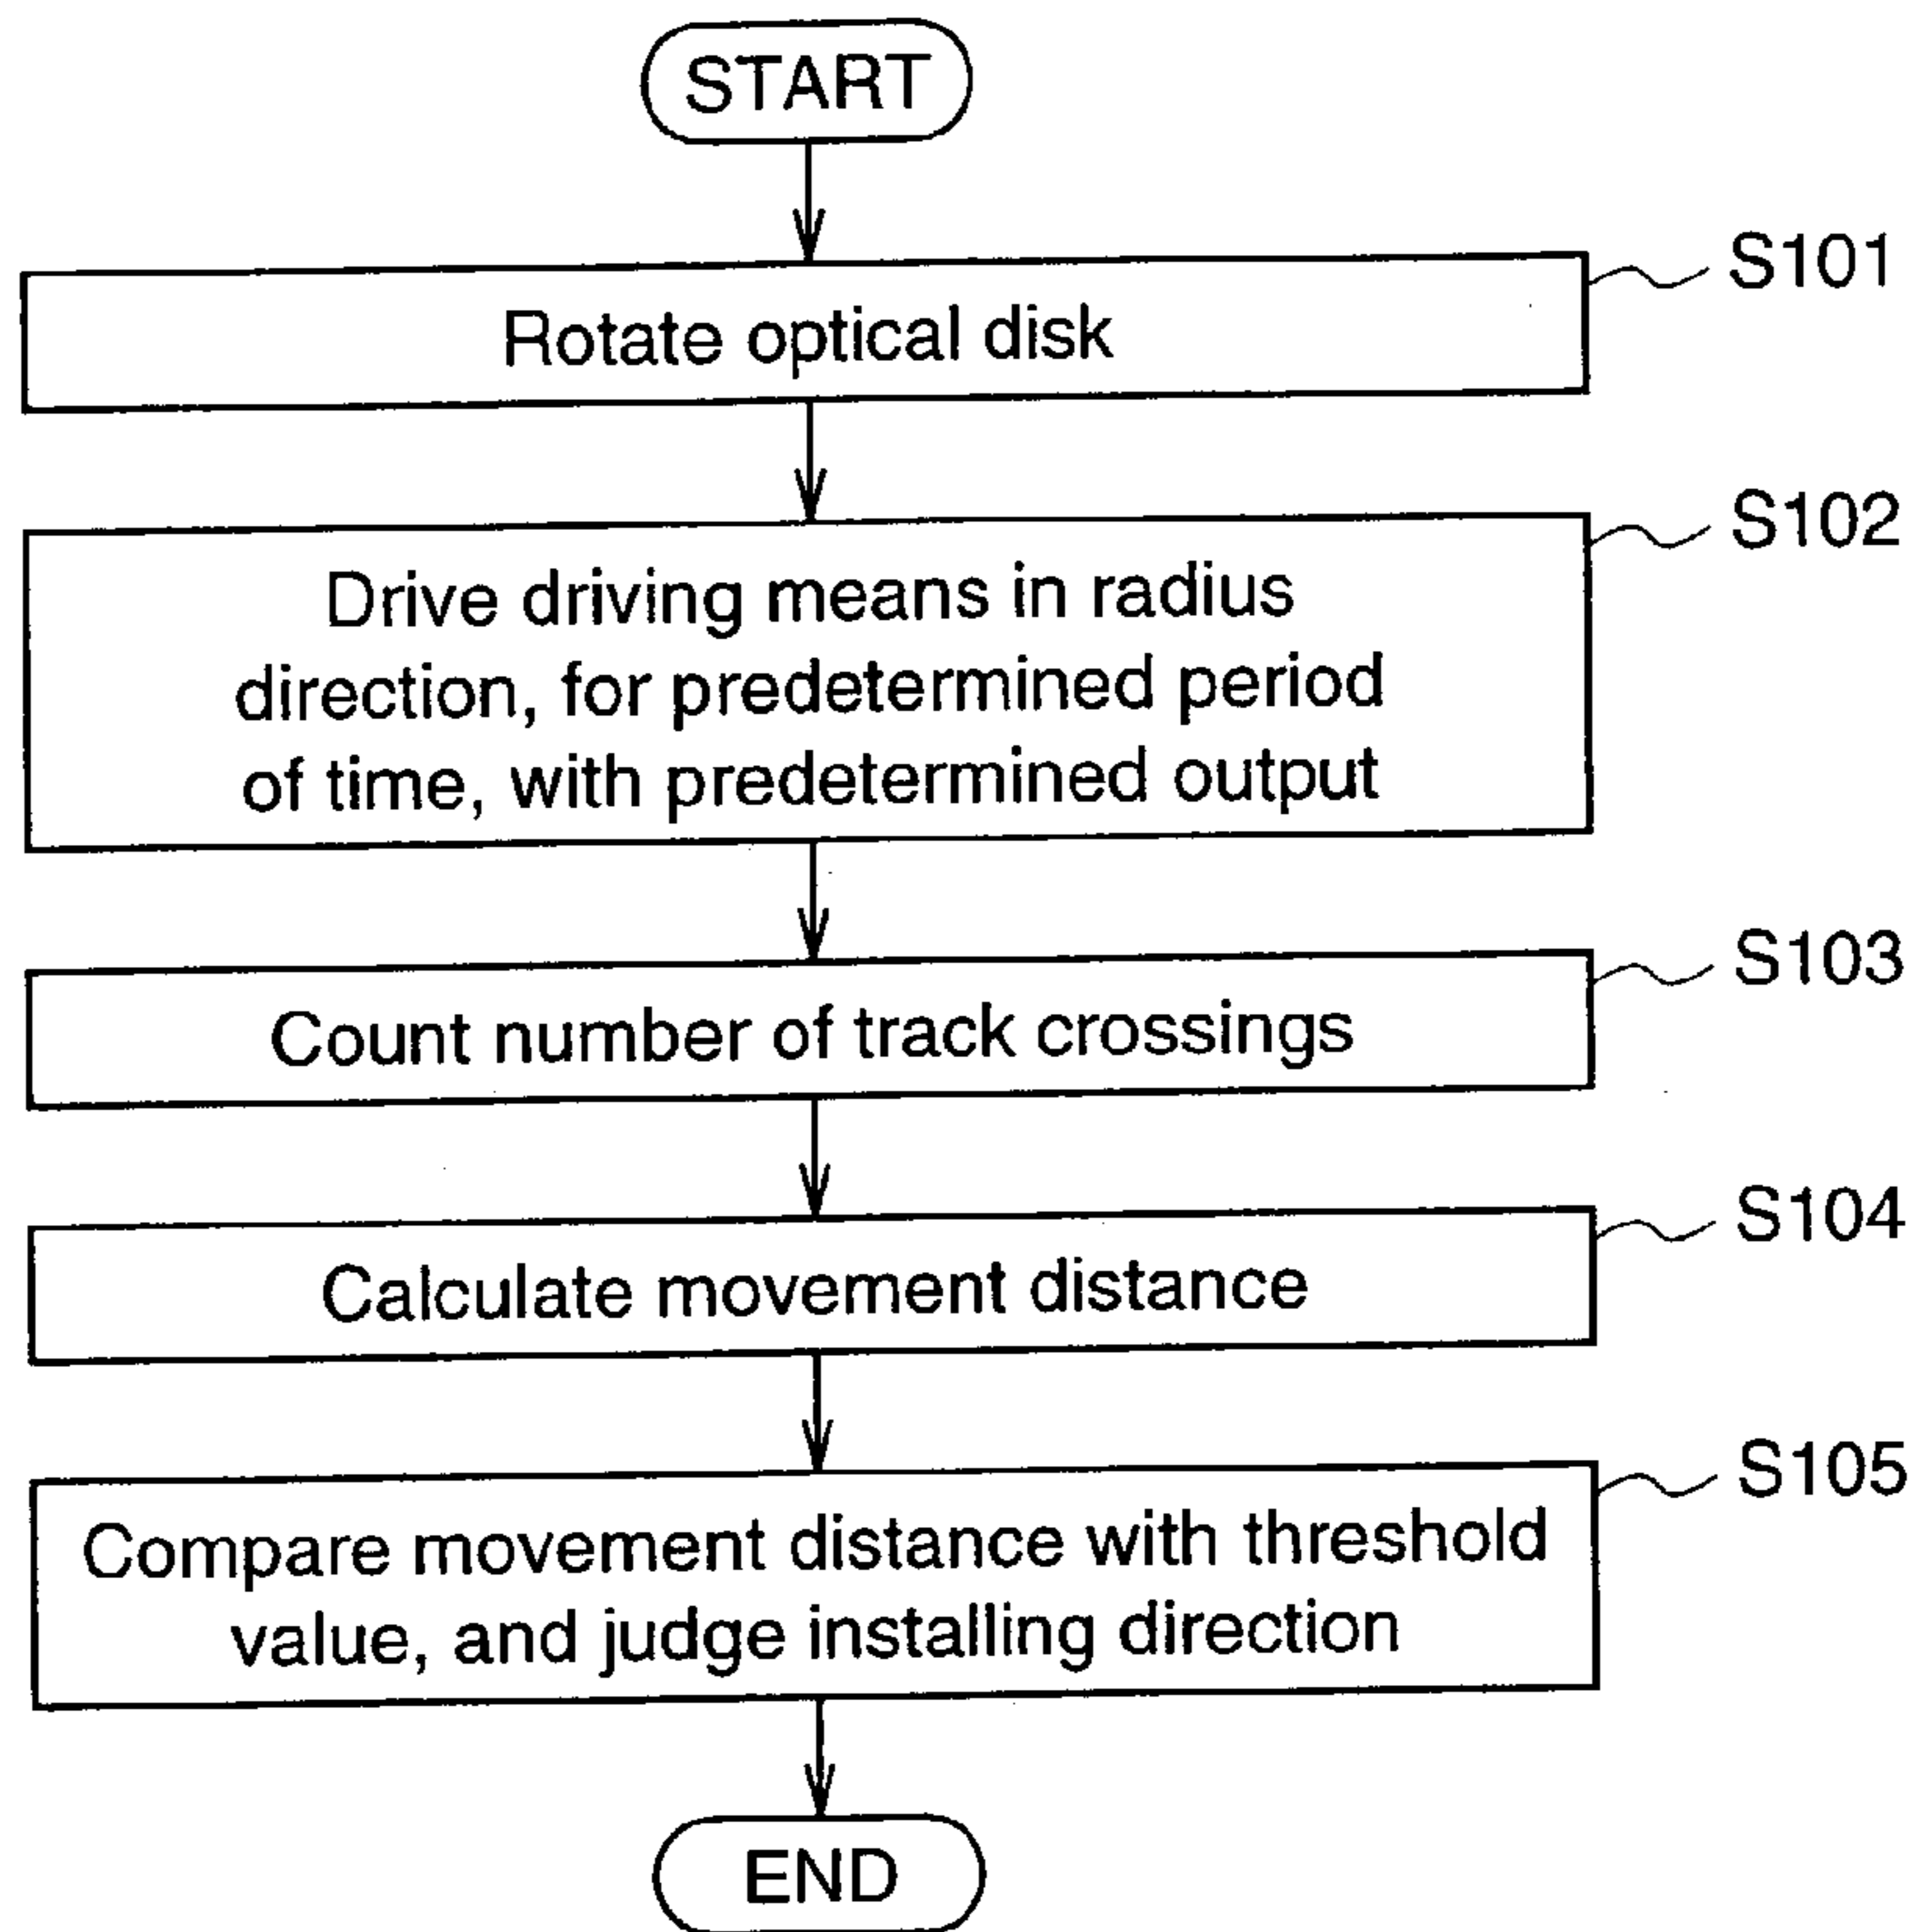 START
S101
Rotate optical disk
S102
Drive driving means in radius
direction, for predetermined period
of time, with predetermined output
S103
Count number of track crossings
S104
Calculate movement distance
S105
Compare movement distance with threshold
value, and judge installing direction
END